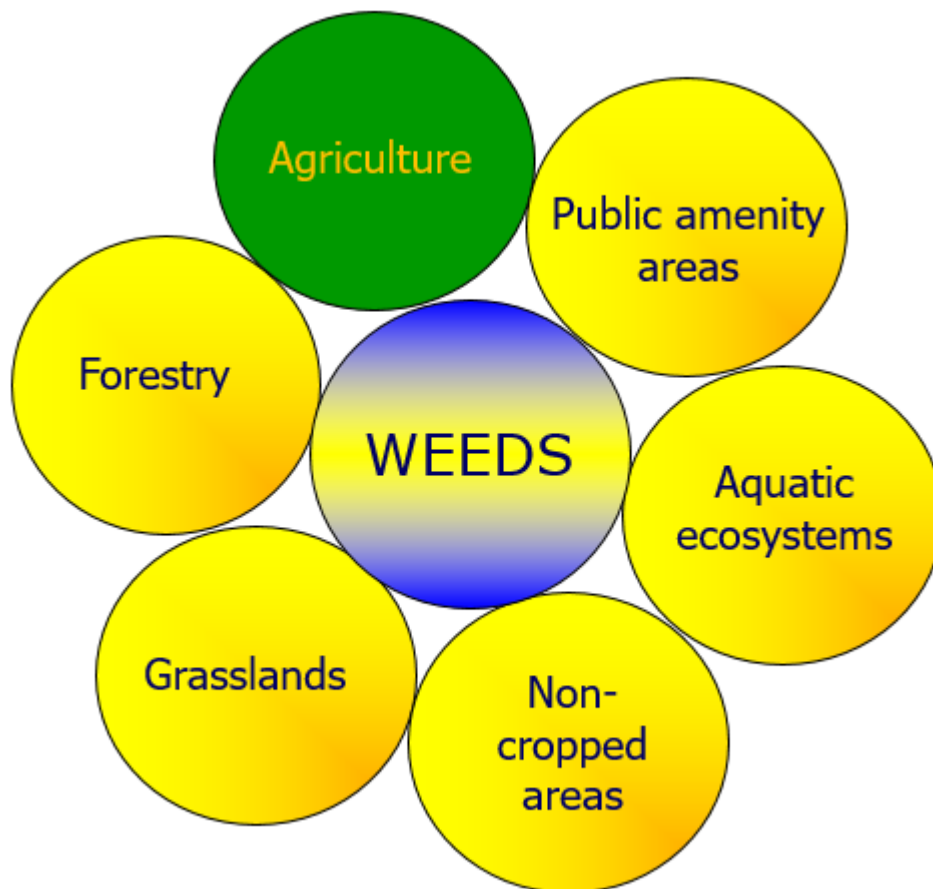 Agriculture
Public amenity
areas
Forestry
WEEDS
Aquatic
ecosystems
Grasslands
Non-
cropped
areas